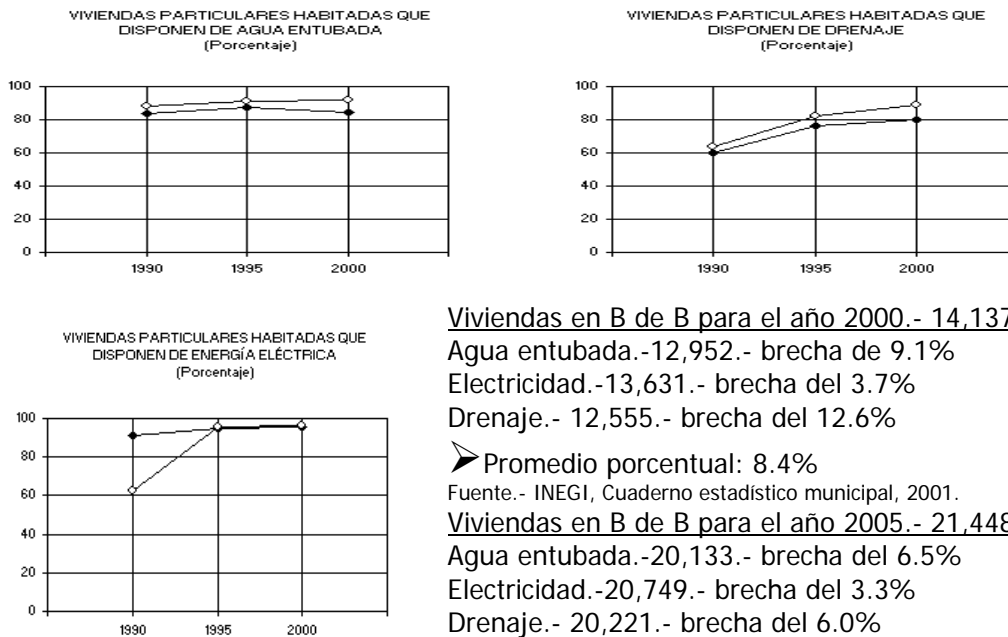 VIVIENDAS PARTICULARES HABITADAS QUE
DISPONEN DE AGUA ENTUBADA
(Porcentaje)
100
80
60
40
20
0
1990 1995 2000
VIVIENDAS PARTICULARES HABITADAS QUE
DISPONEN DE DRENAJE
(Porcentaje)
100
80
60
40
20
0
1990 1995 2000
VIVIENDAS PARTICULARES HABITADAS QUE
DISPONEN DE ENERGÍA ELÉCTRICA
(Porcentaje)
100
80
60
40
20
0
1990 1995 2000
Viviendas en B de B para el año 2000.- 14,137
Agua entubada.-12,952.- brecha de 9.1%
Electricidad.-13,631.- brecha del 3.7%
Drenaje.- 12,555.- brecha del 12.6%
➢Promedio porcentual: 8.4%
Fuente.- INEGI, Cuaderno estadístico municipal, 2001.
Viviendas en B de B para el año 2005.- 21,448
Agua entubada.-20,133.- brecha del 6.5%
Electricidad.-20,749.- brecha del 3.3%
Drenaje.- 20,221.- brecha del 6.0%